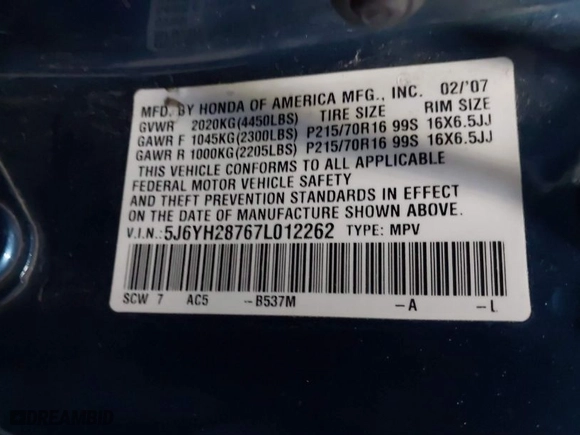 MFD. BY HONDA OF AMERICA MFG., INC. 02/'07
GVWR 2020KG(4450LBS) TIRE SIZE RIM SIZE
GAWR F 1045KG(2300LBS) P215/70R16 99S 16X6.5JJ
GAWR R 1000KG(2205LBS) P215/70R16 99S 16X6.5JJ
THIS VEHICLE CONFORMS TO ALL APPLICABLE
FEDERAL MOTOR VEHICLE SAFETY
AND THEFT PREVENTION STANDARDS IN EFFECT
ON THE DATE OF MANUFACTURE SHOWN ABOVE.
V.I.N.: 5J6YH28767L012262 TYPE: MPV
SCW 7 AC5 --B537M --A --L
DREAMBID